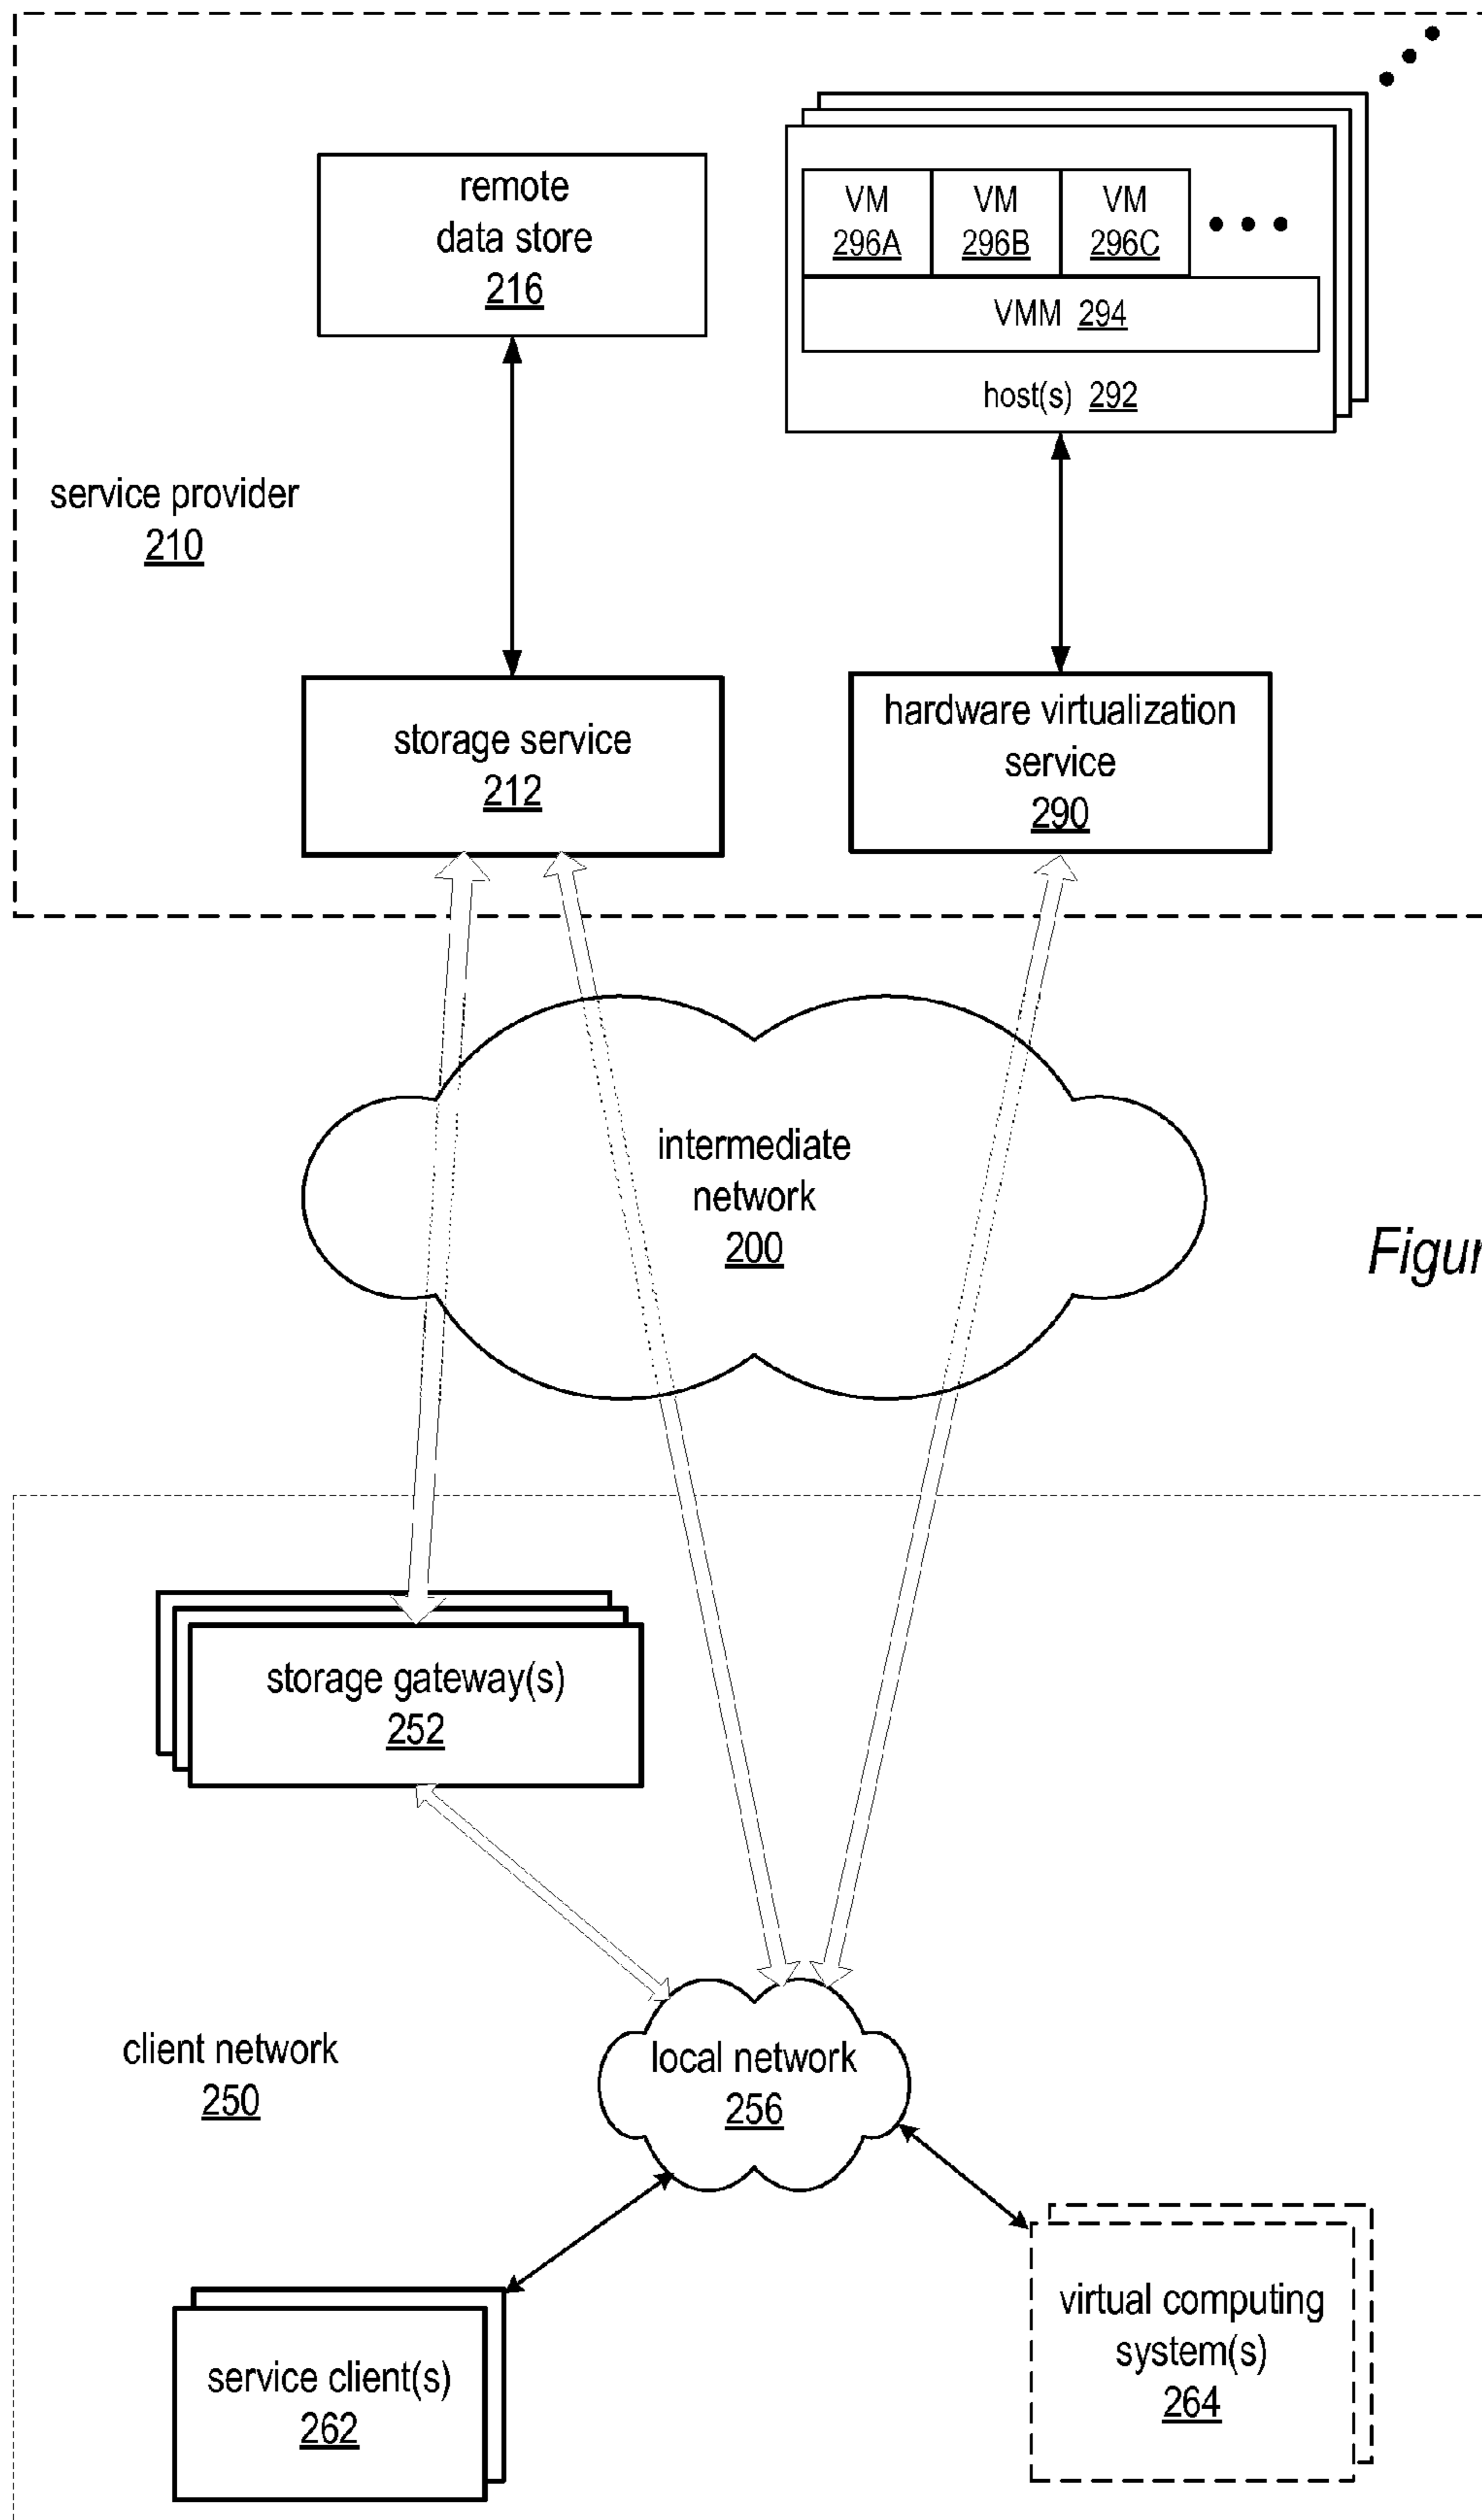 remote
data store
216
VM
296A
VM
296B
VM
296C
VMM 294
host(s) 292
service provider
210
storage service
212
hardware virtualization
service
290
intermediate
network
200
Figur
storage gateway(s)
252
client network
250
local network
256
virtual computing
system(s)
264
service client(s)
262